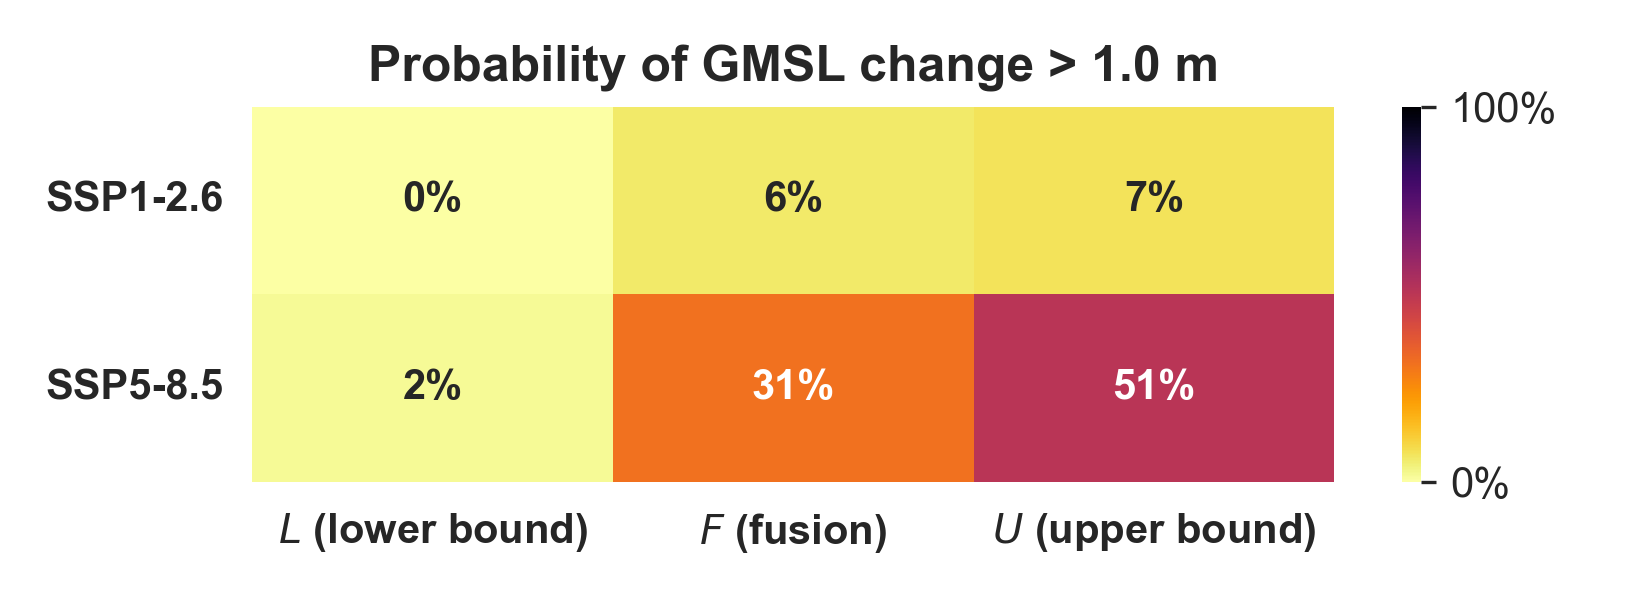 Probability of GMSL change > 1.0 m
100%
SSP1-2.6 0% 6% 7%
SSP5-8.5 2% 31% 51%
0%
L (lower bound) F (fusion) U (upper bound)